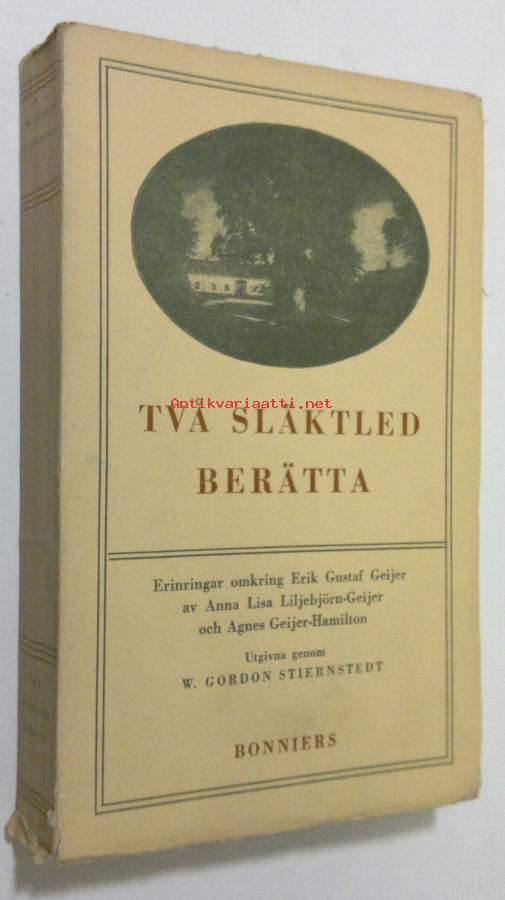 Antikvariaatti.net
TVÅ SLÄKTLED
BERÄTTA
Erinringar omkring Erik Gustaf Geijer
av Anna Lisa Liljebjörn-Geijer
och Agnes Geijer-Hamilton
Utgivna genom
W. GORDON STIERNSTEDT
BONNIERS